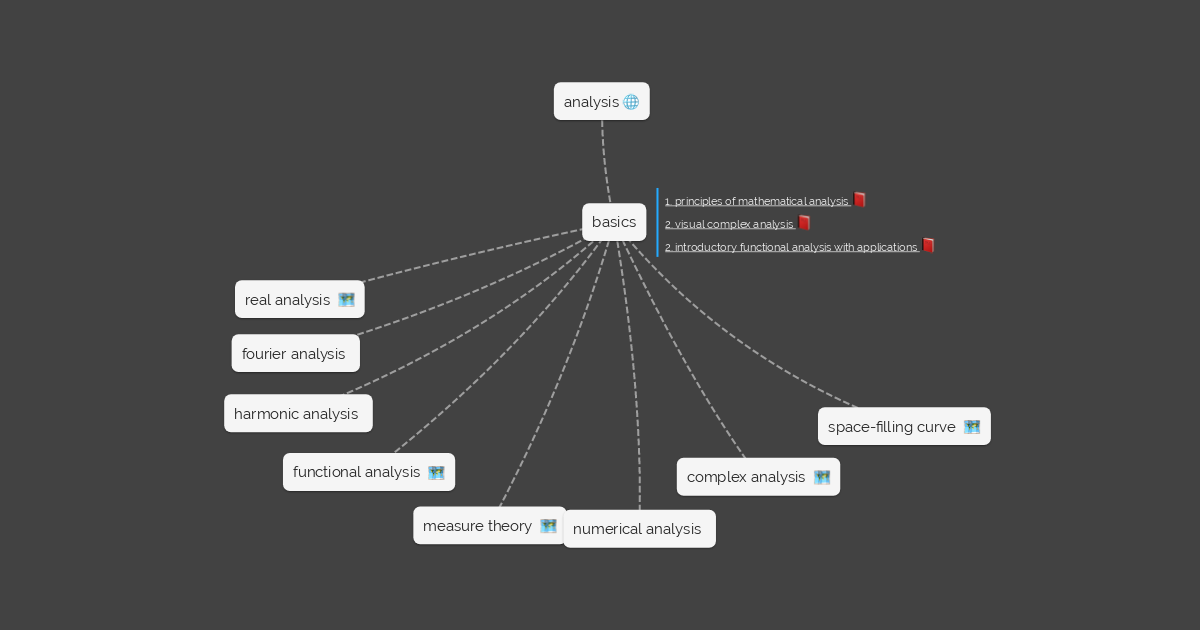 analysis
basics
1. principles of mathematical analysis
2. visual complex analysis
2. introductory functional analysis with applications
real analysis
fourier analysis
harmonic analysis
functional analysis
measure theory
numerical analysis
complex analysis
space-filling curve